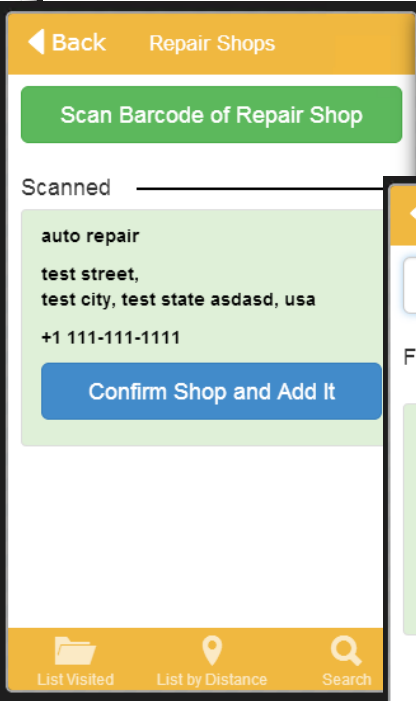 Back Repair Shops
Scan Barcode of Repair Shop
Scanned
auto repair
test street,
test city, test state asdasd, usa
+1 111-111-1111
Confirm Shop and Add It
List Visited List by Distance Search
F